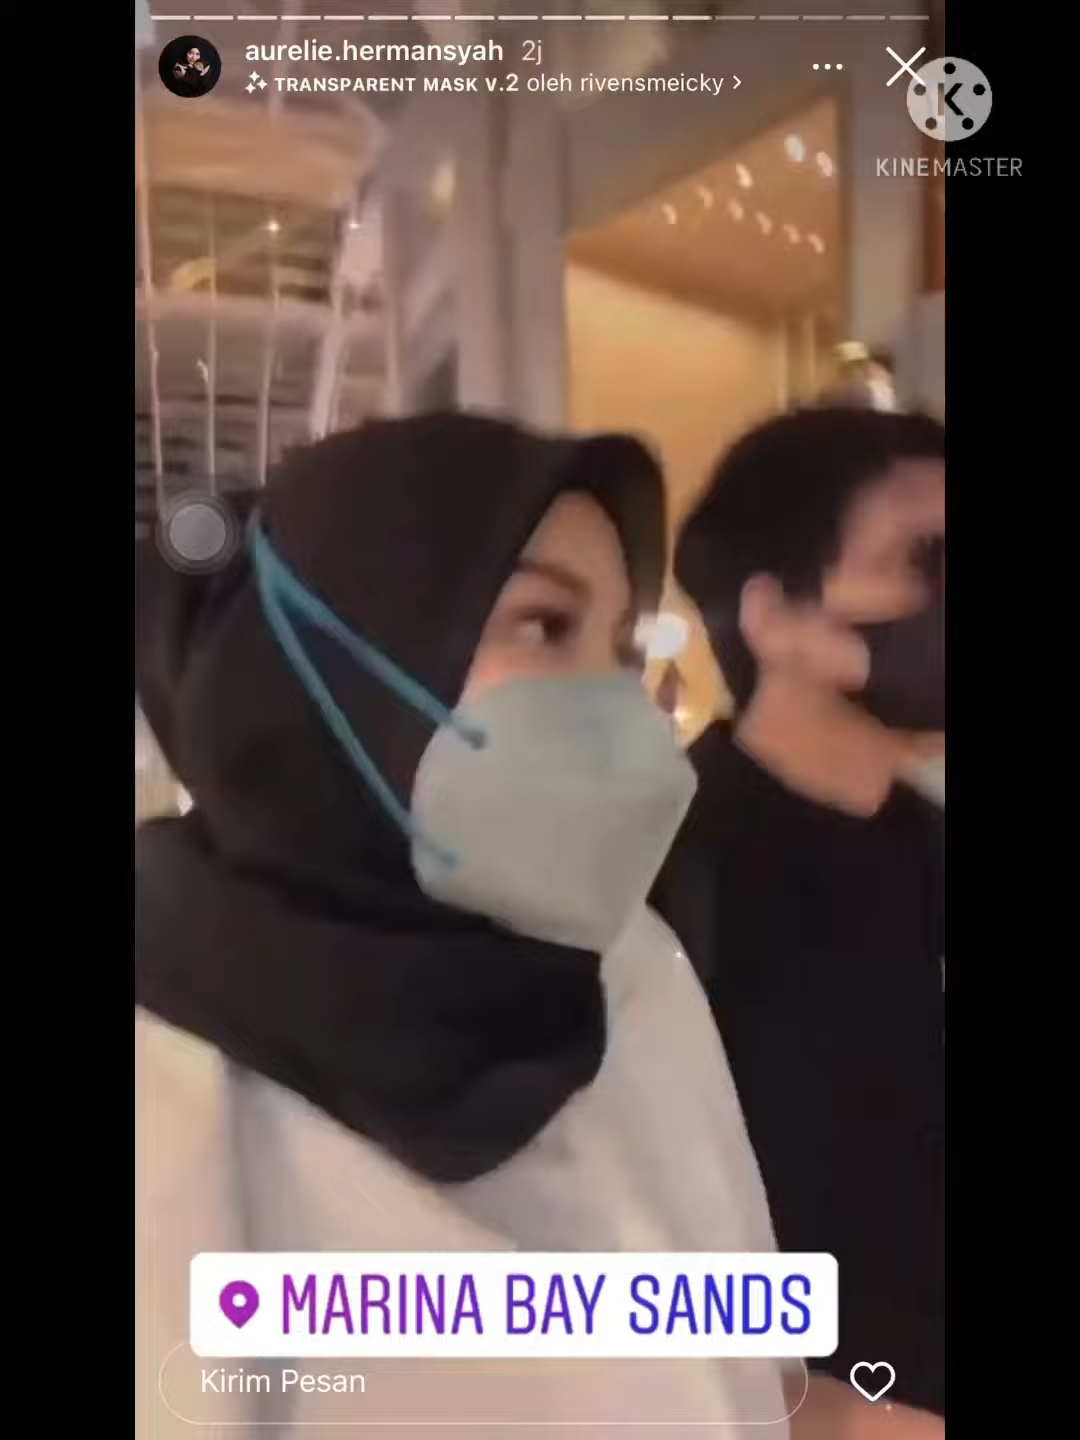 aurelie.hermansyah 2j
TRANSPARENT MASK V.2 oleh rivensmeicky
K
KINEMASTER
MARINA BAY SANDS
Kirim Pesan